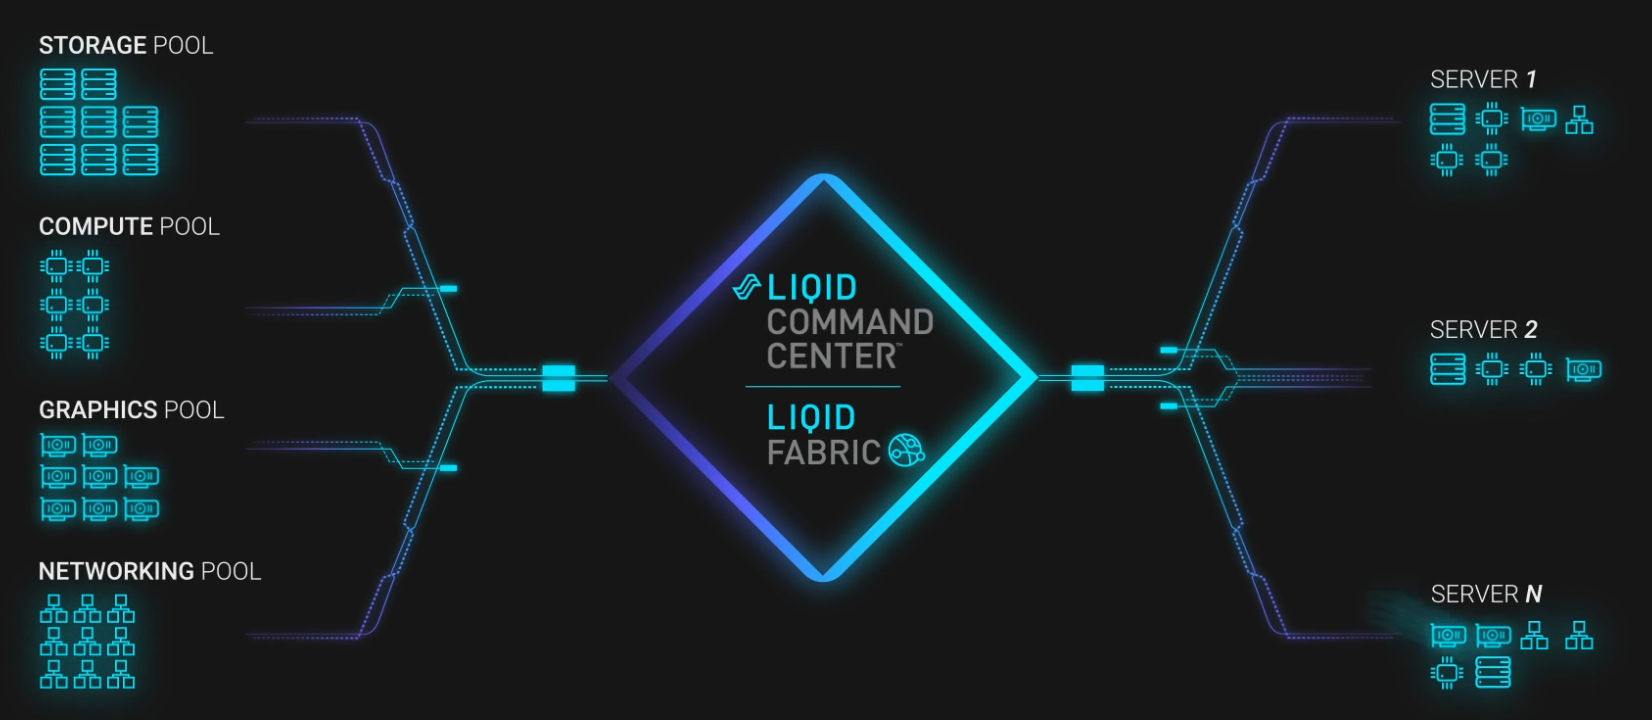 STORAGE POOL
COMPUTE POOL
GRAPHICS POOL
NETWORKING POOL
LIQID
COMMAND
CENTER™
LIQID
FABRIC
SERVER 1
SERVER 2
SERVER N